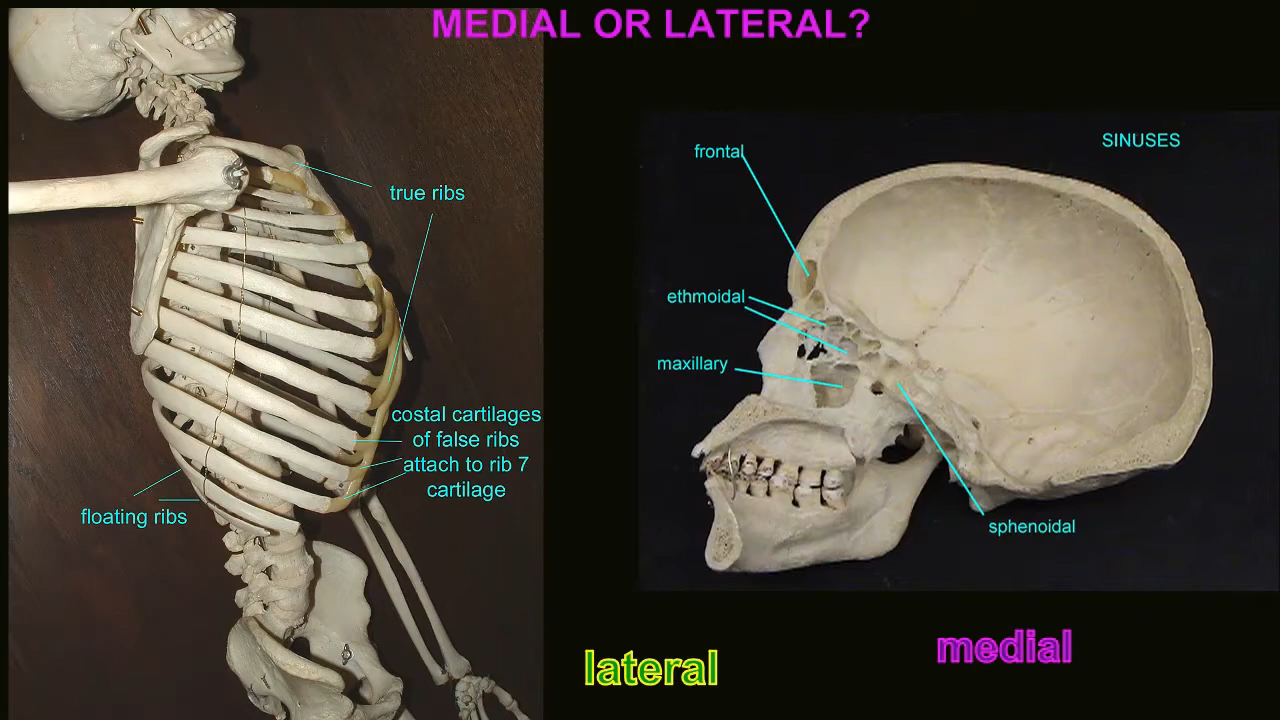 MEDIAL OR LATERAL?
true ribs
costal cartilages
of false ribs
attach to rib 7
cartilage
floating ribs
SINUSES
frontal
ethmoidal
maxillary
sphenoidal
lateral
medial